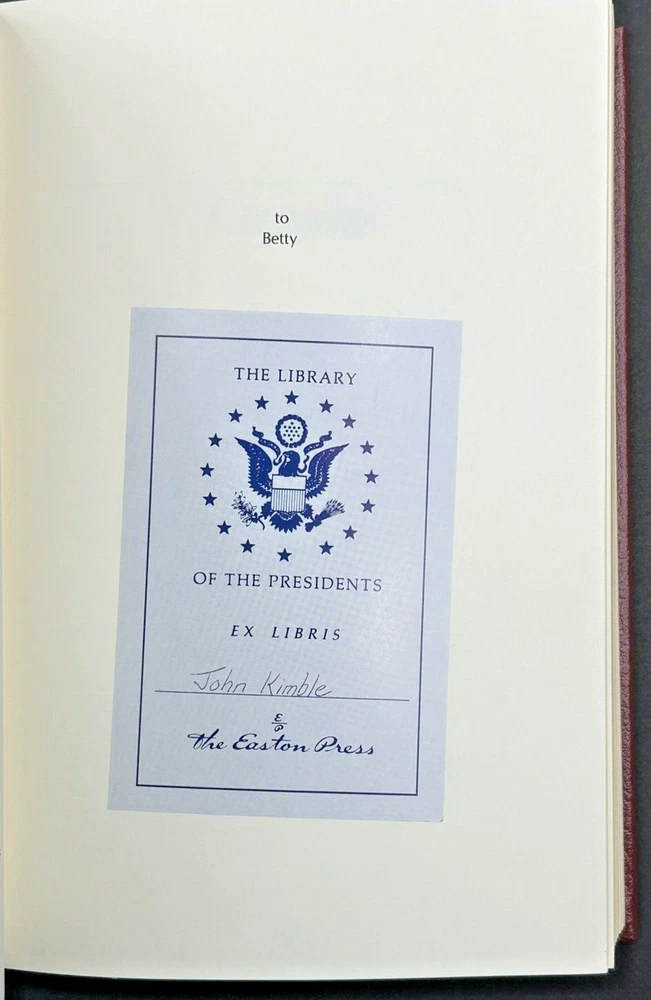 to
Betty
THE LIBRARY
OF THE PRESIDENTS
EX LIBRIS
John Kimble
E/P
the Easton Press